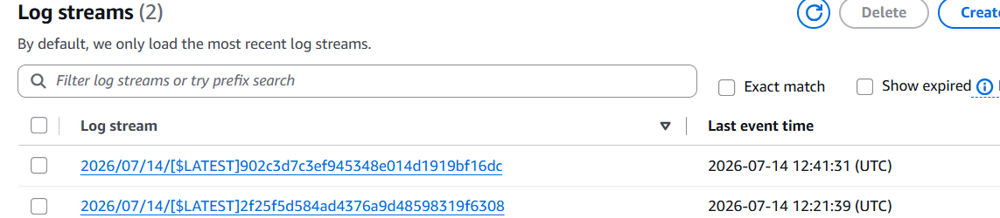 Log streams (2)
Delete
Create
By default, we only load the most recent log streams.
Filter log streams or try prefix search
Exact match
Show expired
Log stream
Last event time
2026/07/14/[$LATEST]902c3d7c3ef945348e014d1919bf16dc
2026-07-14 12:41:31 (UTC)
2026/07/14/[$LATEST]2f25f5d584ad4376a9d48598319f6308
2026-07-14 12:21:39 (UTC)